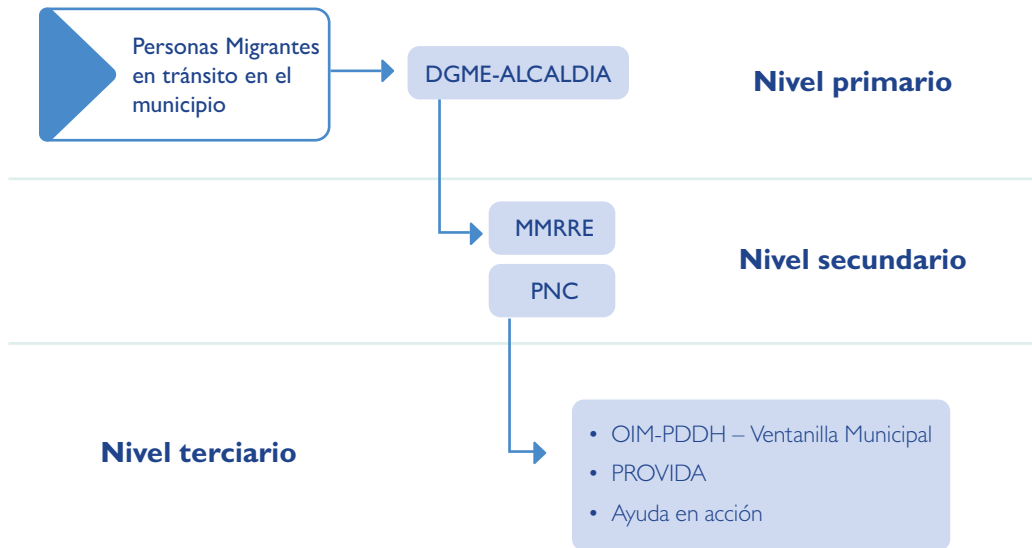 Personas Migrantes
en tránsito en el
municipio
DGME-ALCALDIA
Nivel primario
MMRRE
PNC
Nivel secundario
Nivel terciario
• OIM-PDDH – Ventanilla Municipal
• PROVIDA
• Ayuda en acción